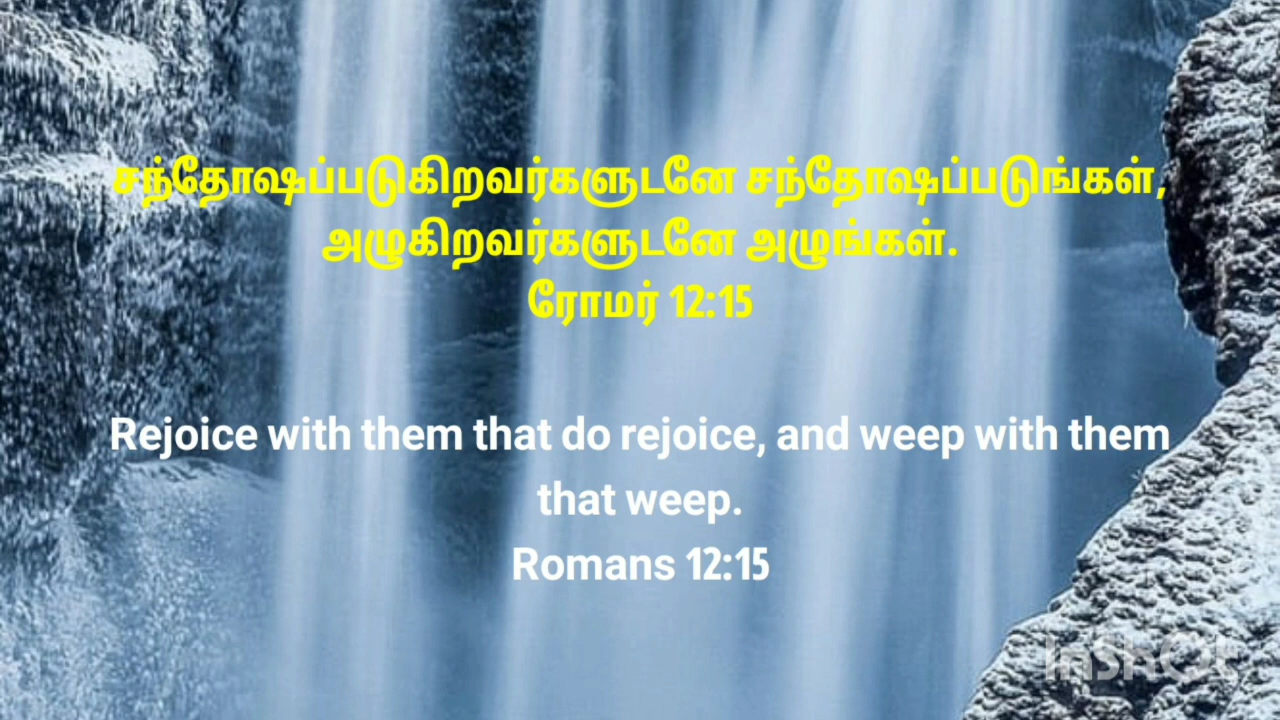 சந்தோஷப்படுகிறவர்களுடனே சந்தோஷப்படுங்கள்,
அழுகிறவர்களுடனே அழுங்கள்.
ரோமர் 12:15
Rejoice with them that do rejoice, and weep with them
that weep.
Romans 12:15
InShOt